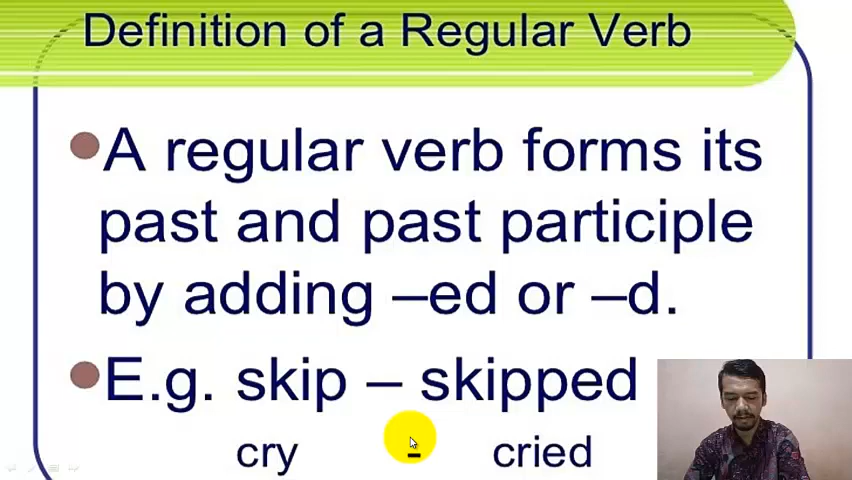 Definition of a Regular Verb
A regular verb forms its
past and past participle
by adding –ed or –d.
E.g. skip – skipped
cry - cried